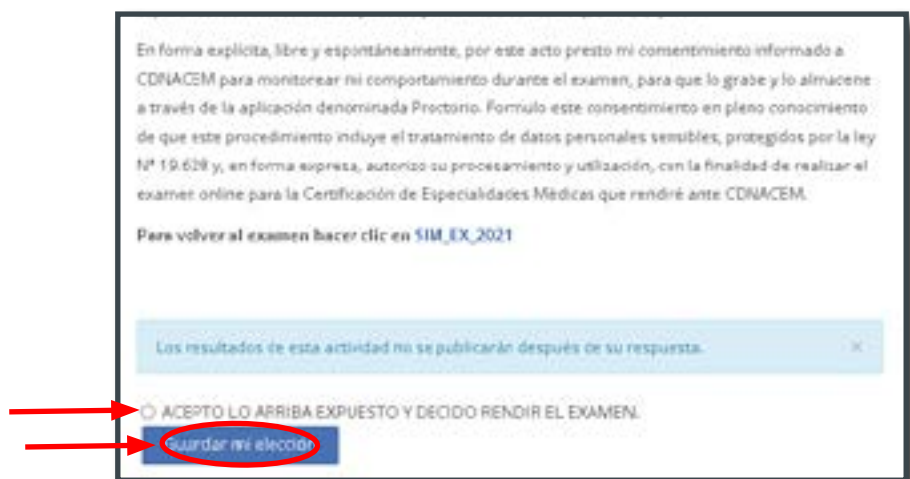 En forma explícita, libre y espontáneamente, por este acto presto mi consentimiento informado a
CONACEM para monitorear mi comportamiento durante el examen, para que lo grabe y lo almacene
a través de la aplicación denominada Proctorio. Formulo este consentimiento en pleno conocimiento
de que este procedimiento incluye el tratamiento de datos personales sensibles, protegidos por la ley
N° 19.628 y, en forma expresa, autorizo su procesamiento y utilización, con la finalidad de realizar el
examen online para la Certificación de Especialidades Médicas que rendiré ante CONACEM.
Para volver al examen hacer clic en SIM_EX_2021
Los resultados de esta actividad no se publicarán después de su respuesta. ×
ACEPTO LO ARRIBA EXPUESTO Y DECIDO RENDIR EL EXAMEN.
Guardar mi elección